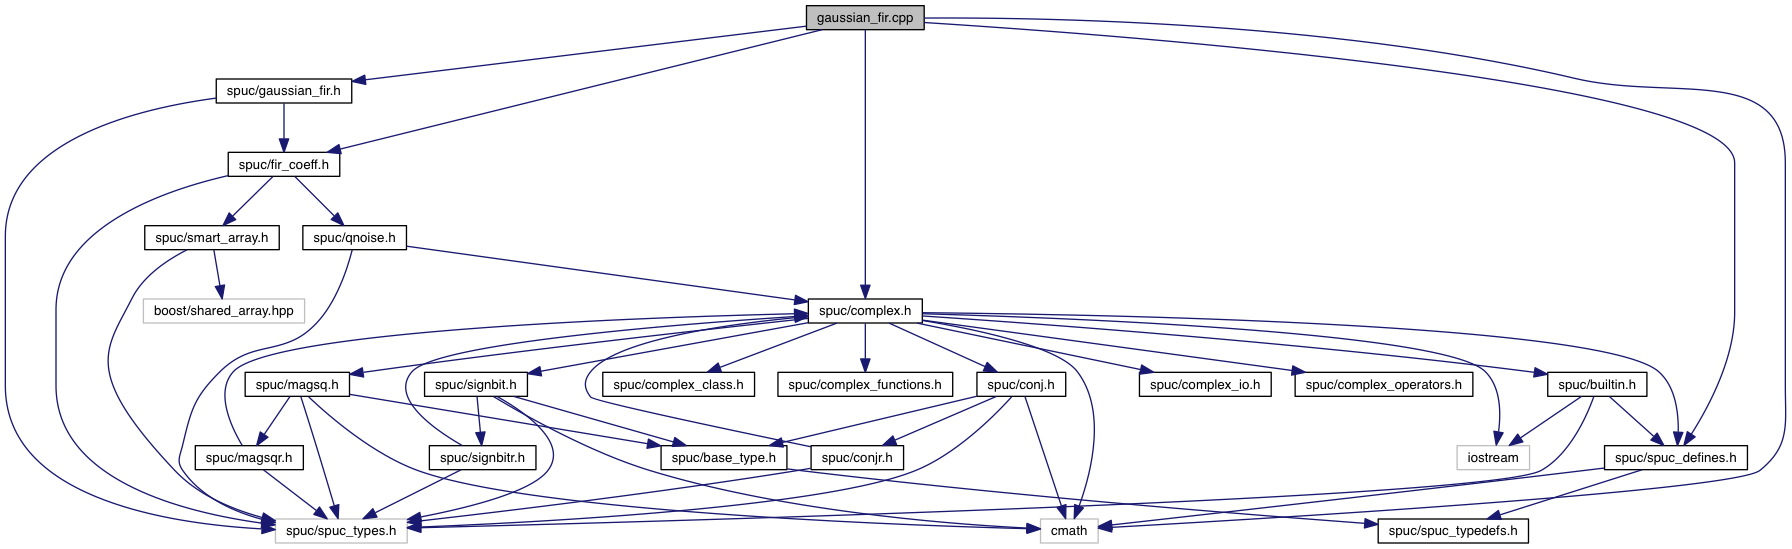 gaussian_fir.cpp
spuc/gaussian_fir.h
spuc/fir_coeff.h
spuc/smart_array.h
spuc/qnoise.h
boost/shared_array.hpp
spuc/complex.h
spuc/magsq.h
spuc/signbit.h
spuc/complex_class.h
spuc/complex_functions.h
spuc/conj.h
spuc/complex_io.h
spuc/complex_operators.h
spuc/builtin.h
spuc/magsqr.h
spuc/signbitr.h
spuc/base_type.h
spuc/conjr.h
iostream
spuc/spuc_defines.h
spuc/spuc_types.h
cmath
spuc/spuc_typedefs.h